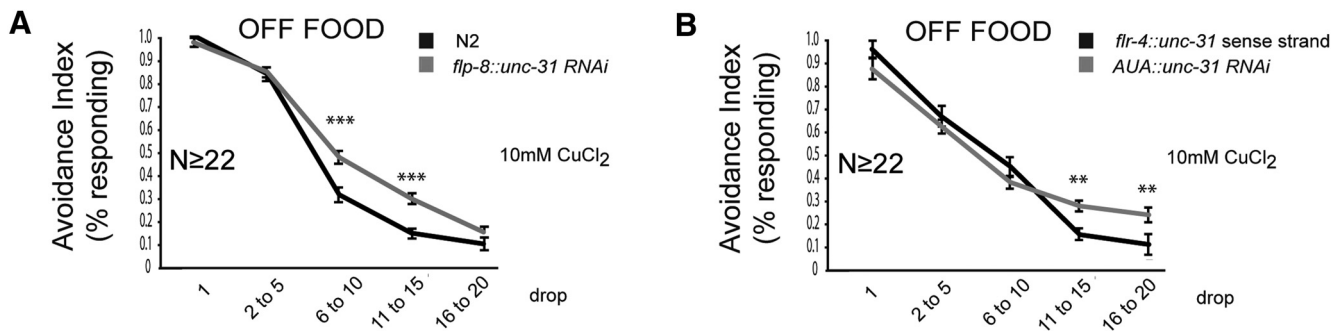 A
OFF FOOD
N2
flp-8::unc-31 RNAi
Avoidance Index
(% responding)
1.0
0.9
0.8
0.7
0.6
0.5
0.4
0.3
0.2
0.1
0
***
***
N≥22
10mM CuCl2
1
2 to 5
6 to 10
11 to 15
16 to 20
drop
B
OFF FOOD
flr-4::unc-31 sense strand
AUA::unc-31 RNAi
Avoidance Index
(% responding)
1.0
0.9
0.8
0.7
0.6
0.5
0.4
0.3
0.2
0.1
0
N≥22
**
**
10mM CuCl2
1
2 to 5
6 to 10
11 to 15
16 to 20
drop